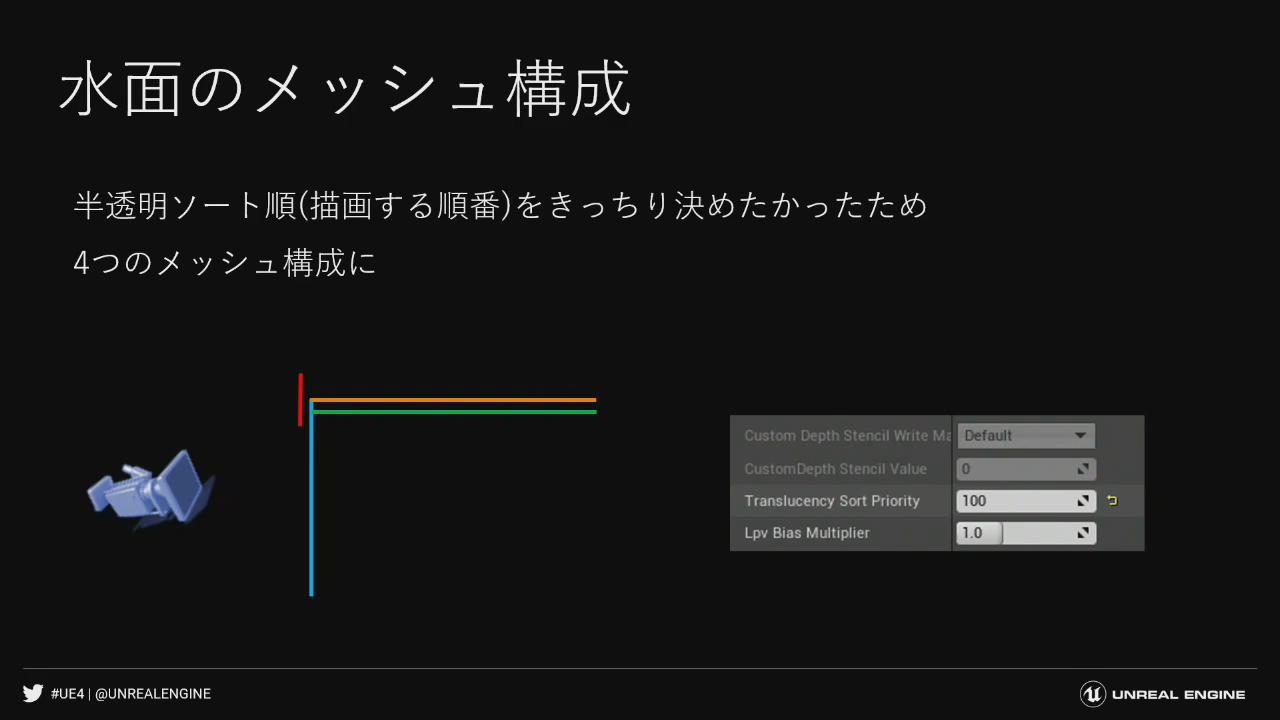 水面のメッシュ構成
半透明ソート順(描画する順番)をきっちり決めたかったため
4つのメッシュ構成に
Custom Depth Stencil Write Ma
Default
CustomDepth Stencil Value
0
Translucency Sort Priority
100
Lpv Bias Multiplier
1.0
#UE4 | @UNREALENGINE
UNREAL ENGINE